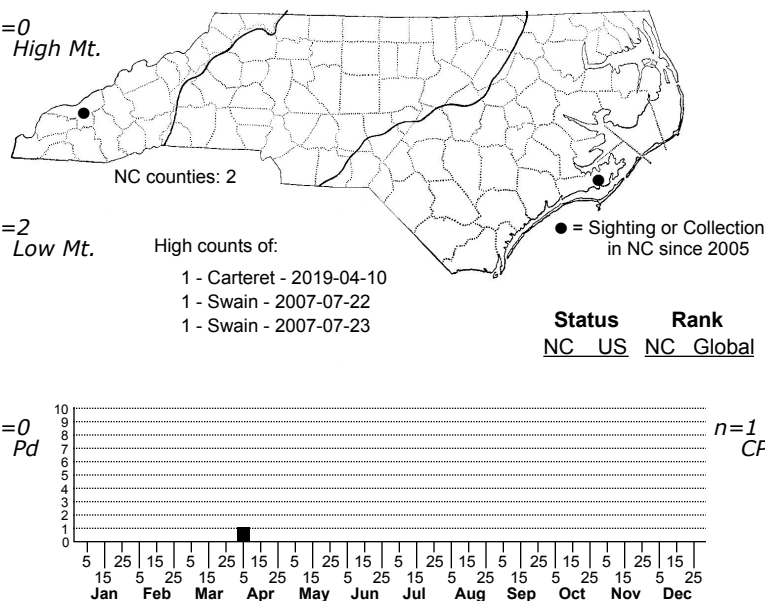 =0
High Mt.
NC counties: 2
=2
Low Mt.
High counts of:
1 - Carteret - 2019-04-10
1 - Swain - 2007-07-22
1 - Swain - 2007-07-23
● = Sighting or Collection
in NC since 2005
Status Rank
NC US NC Global
=0
Pd
n=1
CP
10
9
8
7
6
5
4
3
2
1
0
5 25 15 5 25 15 5 25 15 5 25 15 5 25 15 5 25 15
15 5 25 15 5 25 15 5 25 15 5 25 15 5 25 15 5 25
Jan Feb Mar Apr May Jun Jul Aug Sep Oct Nov Dec